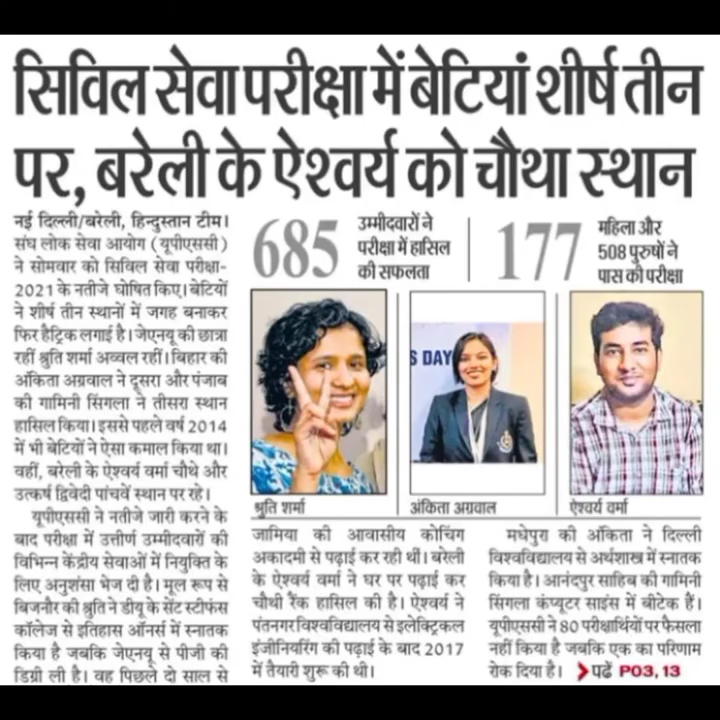 सिविल सेवा परीक्षा में बेटियां शीर्ष तीन
पर, बरेली के ऐश्वर्य को चौथा स्थान
नई दिल्ली/बरेली, हिन्दुस्तान टीम।
संघ लोक सेवा आयोग (यूपीएससी)
ने सोमवार को सिविल सेवा परीक्षा-
2021 के नतीजे घोषित किए। बेटियों
ने शीर्ष तीन स्थानों में जगह बनाकर
फिर हैट्रिक लगाई है। जेएनयू की छात्रा
रहीं श्रुति शर्मा अव्वल रहीं। बिहार की
अंकिता अग्रवाल ने दूसरा और पंजाब
की गामिनी सिंगला ने तीसरा स्थान
हासिल किया। इससे पहले वर्ष 2014
में भी बेटियों ने ऐसा कमाल किया था।
वहीं, बरेली के ऐश्वर्य वर्मा चौथे और
उत्कर्ष द्विवेदी पांचवें स्थान पर रहे।
यूपीएससी ने नतीजे जारी करने के
बाद परीक्षा में उत्तीर्ण उम्मीदवारों की
विभिन्न केंद्रीय सेवाओं में नियुक्ति के
लिए अनुशंसा भेज दी है। मूल रूप से
बिजनौर की श्रुति ने डीयू के सेंट स्टीफंस
कॉलेज से इतिहास ऑनर्स में स्नातक
किया है जबकि जेएनयू से पीजी की
डिग्री ली है। वह पिछले दो साल से
685
उम्मीदवारों ने
परीक्षा में हासिल
की सफलता
177
महिला और
508 पुरुषों ने
पास की परीक्षा
S DAY
श्रुति शर्मा
अंकिता अग्रवाल
ऐश्वर्य वर्मा
जामिया की आवासीय कोचिंग
अकादमी से पढ़ाई कर रही थीं। बरेली
के ऐश्वर्य वर्मा ने घर पर पढ़ाई कर
चौथी रैंक हासिल की है। ऐश्वर्य ने
पंतनगर विश्वविद्यालय से इलेक्ट्रिकल
इंजीनियरिंग की पढ़ाई के बाद 2017
में तैयारी शुरू की थी।
मधेपुरा की अंकिता ने दिल्ली
विश्वविद्यालय से अर्थशास्त्र में स्नातक
किया है। आनंदपुर साहिब की गामिनी
सिंगला कंप्यूटर साइंस में बीटेक हैं।
यूपीएससी ने 80 परीक्षार्थियों पर फैसला
नहीं किया है जबकि एक का परिणाम
रोक दिया है। पढ़ें P03, 13